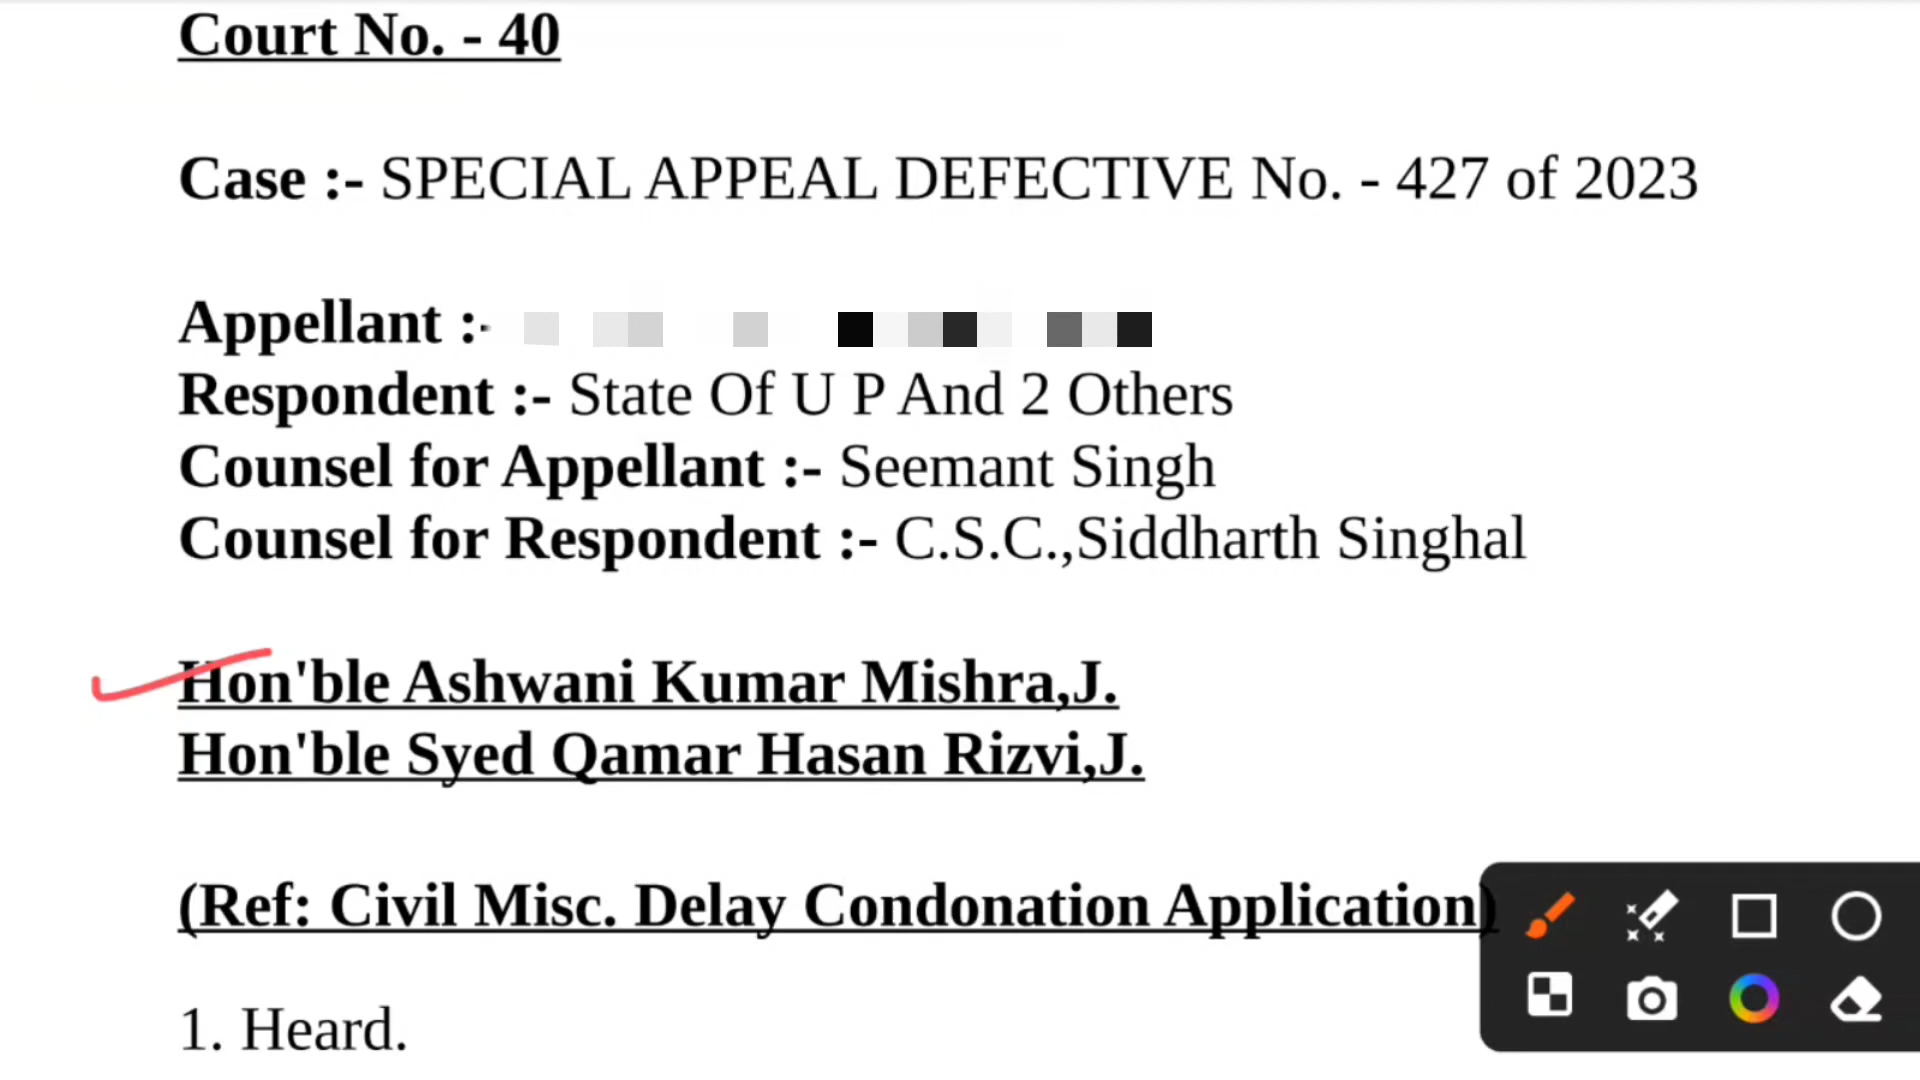 Court No. - 40
Case :- SPECIAL APPEAL DEFECTIVE No. - 427 of 2023
Appellant :-
Respondent :- State Of U P And 2 Others
Counsel for Appellant :- Seemant Singh
Counsel for Respondent :- C.S.C.,Siddharth Singhal
Hon'ble Ashwani Kumar Mishra,J.
Hon'ble Syed Qamar Hasan Rizvi,J.
(Ref: Civil Misc. Delay Condonation Application)
1. Heard.